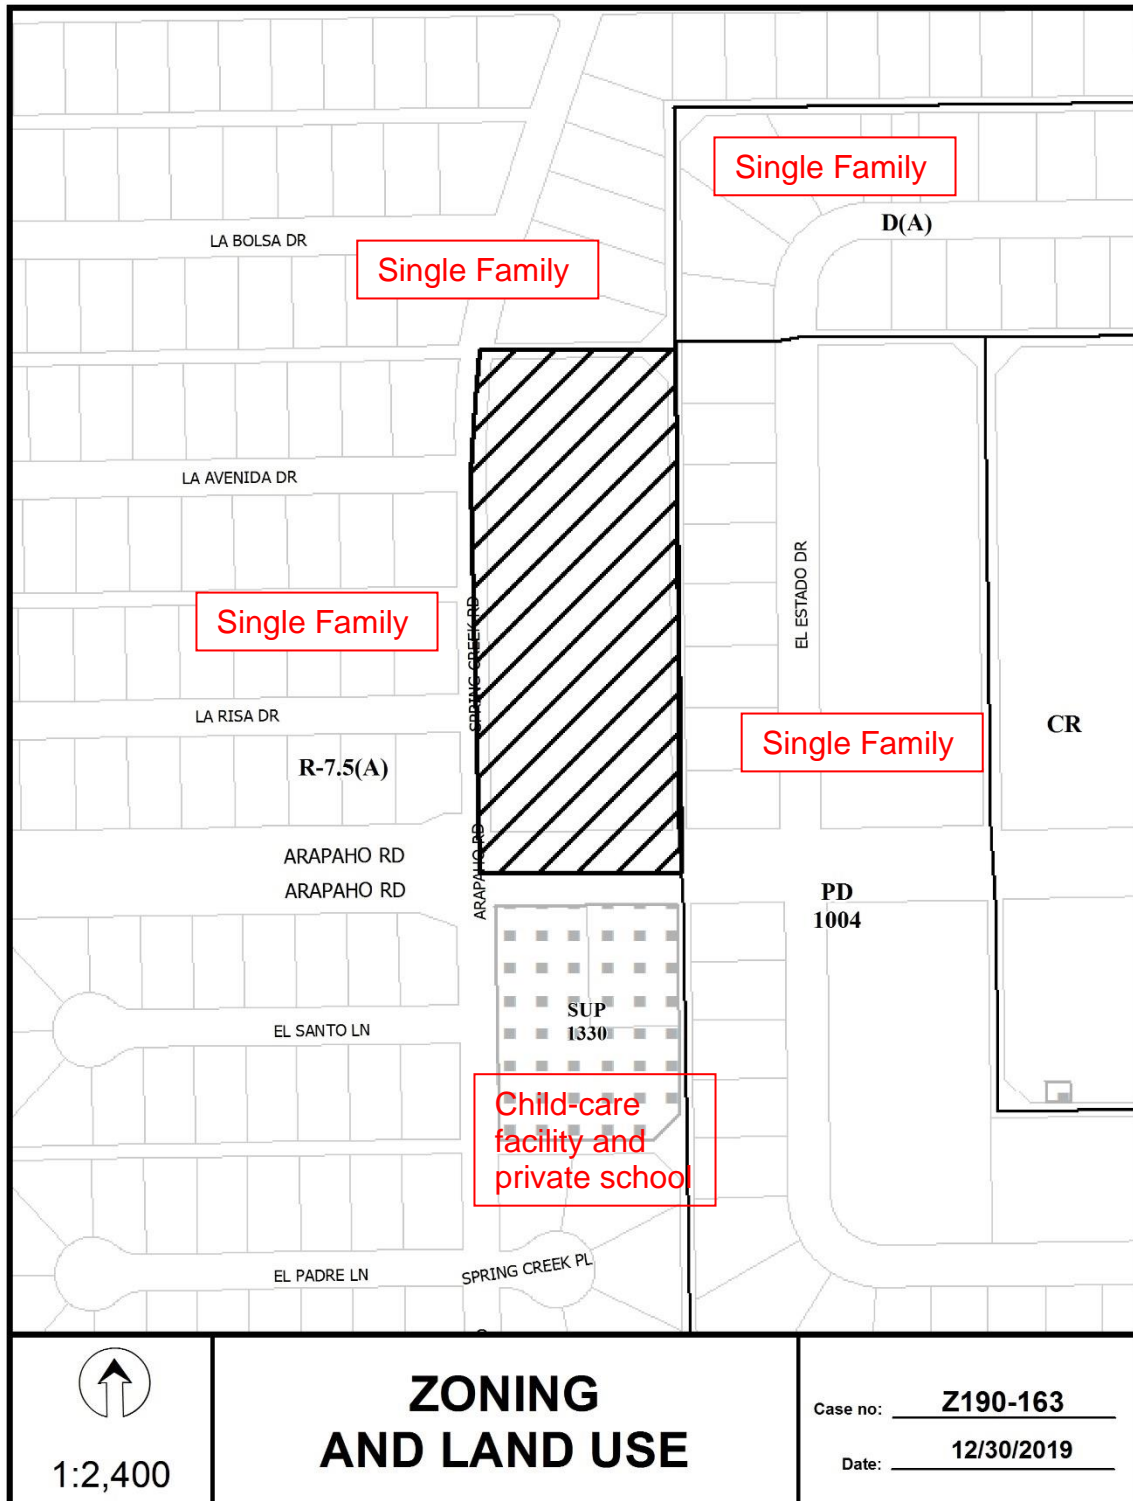 Single Family
D(A)
LA BOLSA DR
Single Family
LA AVENIDA DR
EL ESTADO DR
SPRING CREEK RD
Single Family
LA RISA DR
Single Family
CR
R-7.5(A)
ARAPAHO RD
ARAPAHO RD
ARAPAHO RD
PD
1004
SUP
1330
EL SANTO LN
Child-care
facility and
private school
EL PADRE LN
SPRING CREEK PL
1:2,400
ZONING
AND LAND USE
Case no: Z190-163
Date: 12/30/2019